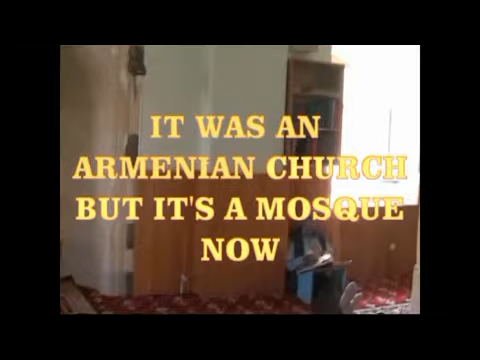 IT WAS AN
ARMENIAN CHURCH
BUT IT'S A MOSQUE
NOW